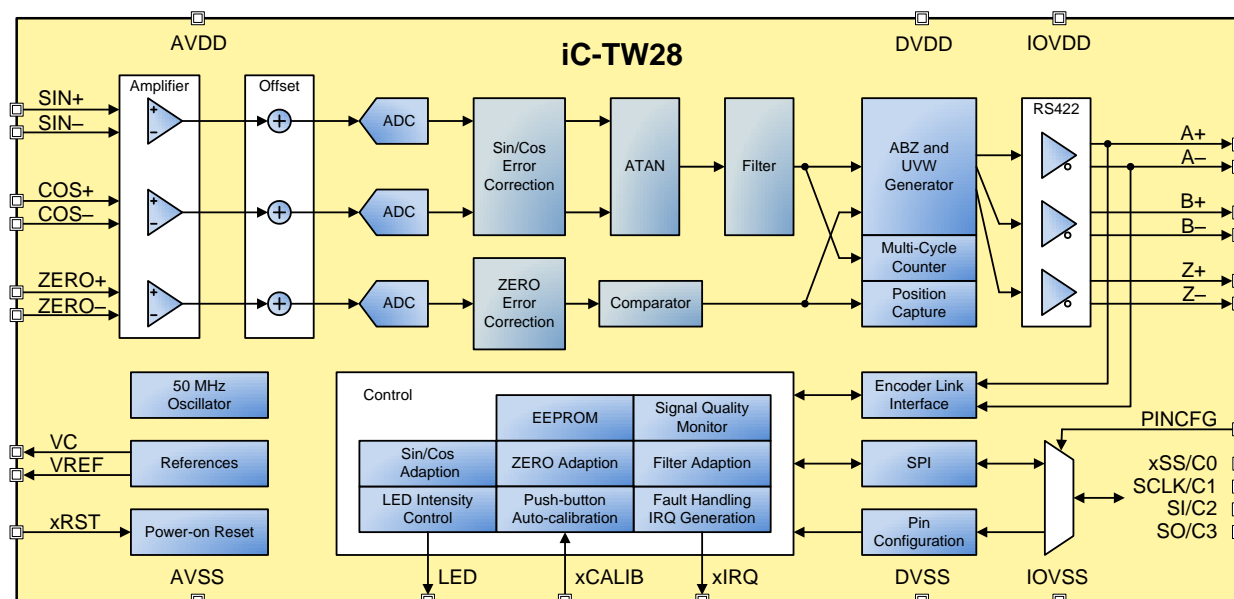 AVDD
DVDD
IOVDD
iC-TW28
Amplifier
Offset
RS422
SIN+
SIN–
COS+
COS–
ZERO+
ZERO–
+
–
+
–
+
–
+
+
+
ADC
ADC
ADC
Sin/Cos
Error
Correction
ZERO
Error
Correction
ATAN
Comparator
Filter
ABZ and
UVW
Generator
Multi-Cycle
Counter
Position
Capture
A+
A–
B+
B–
Z+
Z–
50 MHz
Oscillator
References
Power-on Reset
VC
VREF
xRST
Control
EEPROM
Signal Quality
Monitor
Sin/Cos
Adaption
ZERO Adaption
Filter Adaption
LED Intensity
Control
Push-button
Auto-calibration
Fault Handling
IRQ Generation
Encoder Link
Interface
SPI
Pin
Configuration
PINCFG
xSS/C0
SCLK/C1
SI/C2
SO/C3
AVSS
LED
xCALIB
xIRQ
DVSS
IOVSS